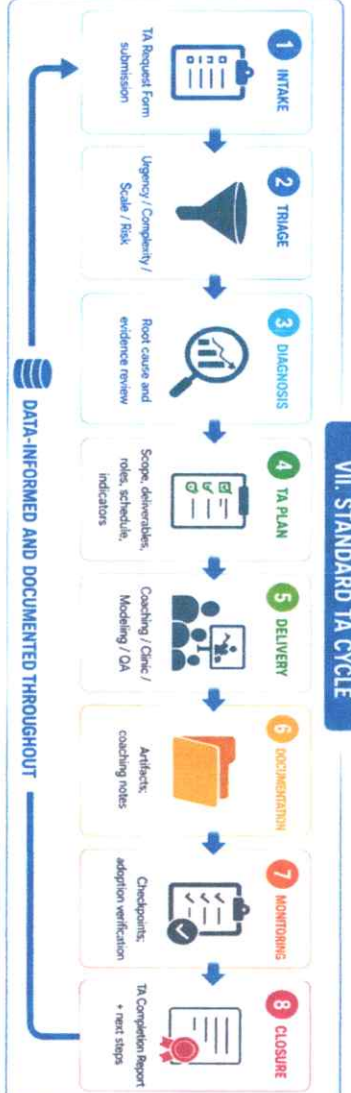 VII. STANDARD TA CYCLE
1 INTAKE
TA Request Form
submission
2 TRIAGE
Urgency / Complexity /
Scale / Risk
3 DIAGNOSIS
Root cause and
evidence review
4 TA PLAN
Scope, deliverables,
roles, schedule,
indicators
5 DELIVERY
Coaching / Clinic /
Modeling / QA
6 DOCUMENTATION
Artifacts;
coaching notes
7 MONITORING
Checkpoints;
adoption verification
8 CLOSURE
TA Completion Report
+ next steps
DATA-INFORMED AND DOCUMENTED THROUGHOUT